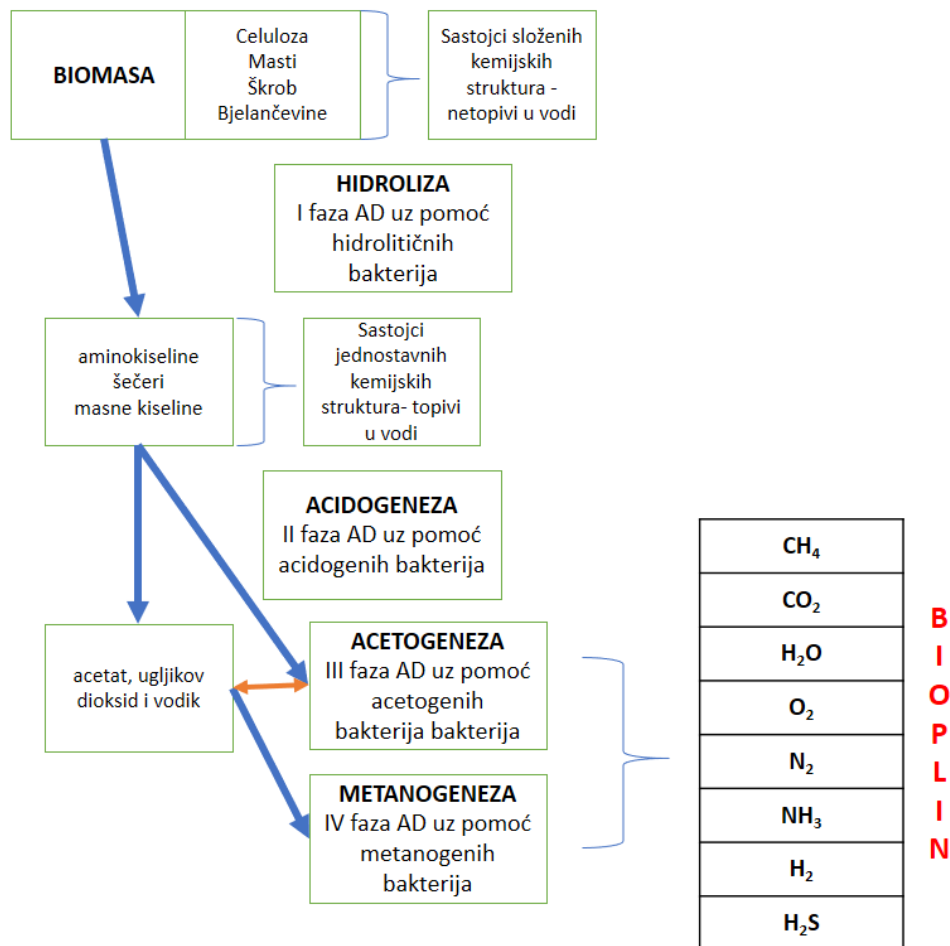 BIOMASA
Celuloza
Masti
Škrob
Bjelančevine
Sastojci složenih
kemijskih
struktura -
netopivi u vodi
HIDROLIZA
I faza AD uz pomoć
hidrolitičnih
bakterija
aminokiseline
šečeri
masne kiseline
Sastojci
jednostavnih
kemijskih
struktura- topivi
u vodi
ACIDOGENEZA
II faza AD uz pomoć
acidogenih bakterija
acetat, ugljikov
dioksid i vodik
ACETOGENEZA
III faza AD uz pomoć
acetogenih
bakterija bakterija
METANOGENEZA
IV faza AD uz pomoć
metanogenih
bakterija
CH₄
CO₂
H₂O
O₂
N₂
NH₃
H₂
H₂S
B
I
O
P
L
I
N